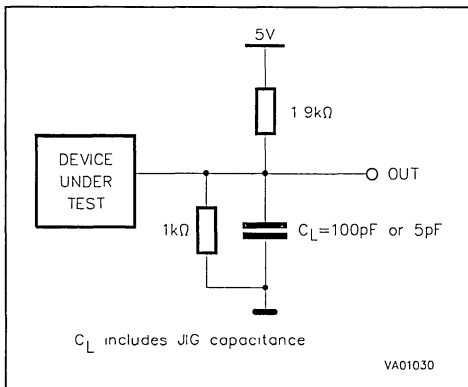 5V
1 9kΩ
DEVICE
UNDER
TEST
OUT
1kΩ
C_L=100pF or 5pF
C_L includes JIG capacitance
VA01030